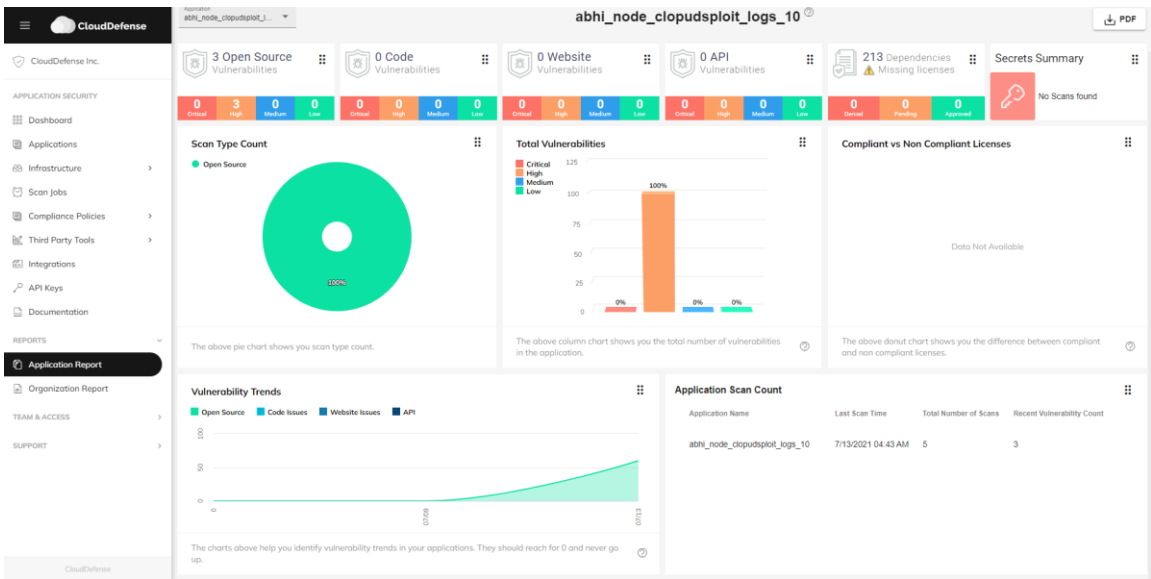 CloudDefense
CloudDefense Inc.
APPLICATION SECURITY
Dashboard
Applications
Infrastructure
Scan Jobs
Compliance Policies
Third Party Tools
Integrations
API Keys
Documentation
REPORTS
Application Report
Organization Report
TEAM & ACCESS
SUPPORT
CloudDefense
Application
abhi_node_clopudsploit_l...
abhi_node_clopudsploit_logs_10
PDF
3 Open Source
Vulnerabilities
0 Critical
3 High
0 Medium
0 Low
0 Code
Vulnerabilities
0 Critical
0 High
0 Medium
0 Low
0 Website
Vulnerabilities
0 Critical
0 High
0 Medium
0 Low
0 API
Vulnerabilities
0 Critical
0 High
0 Medium
0 Low
213 Dependencies
Missing licenses
0 Denied
0 Pending
0 Approved
Secrets Summary
No Scans found
Scan Type Count
Open Source
100%
The above pie chart shows you scan type count.
Total Vulnerabilities
Critical
High
Medium
Low
125
100
75
50
25
0
0%
100%
0%
0%
The above column chart shows you the total number of vulnerabilities
in the application.
Compliant vs Non Compliant Licenses
Data Not Available
The above donut chart shows you the difference between compliant
and non compliant licenses.
Vulnerability Trends
Open Source Code Issues Website Issues API
100
50
0
0 07/09 07/13
The charts above help you identify vulnerability trends in your applications. They should reach for 0 and never go
up.
Application Scan Count
Application Name Last Scan Time Total Number of Scans Recent Vulnerability Count
abhi_node_clopudsploit_logs_10 7/13/2021 04:43 AM 5 3